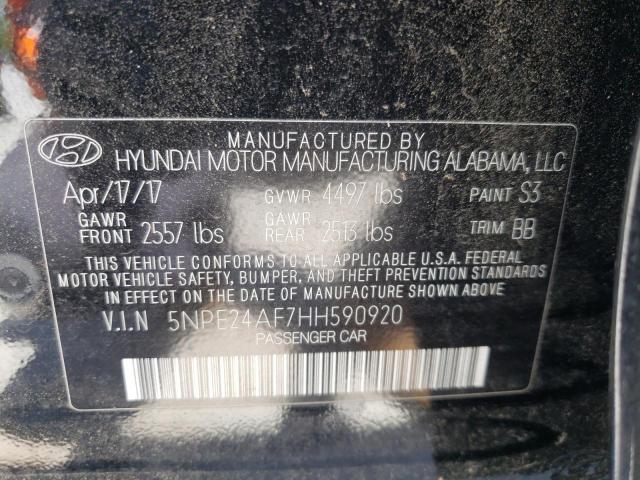 MANUFACTURED BY
HYUNDAI MOTOR MANUFACTURING ALABAMA, LLC
Apr/17/17 GVWR 4497 lbs PAINT S3
GAWR FRONT 2557 lbs GAWR REAR 2513 lbs TRIM BB
THIS VEHICLE CONFORMS TO ALL APPLICABLE U.S.A. FEDERAL
MOTOR VEHICLE SAFETY, BUMPER, AND THEFT PREVENTION STANDARDS
IN EFFECT ON THE DATE OF MANUFACTURE SHOWN ABOVE
V.I.N 5NPE24AF7HH590920
PASSENGER CAR